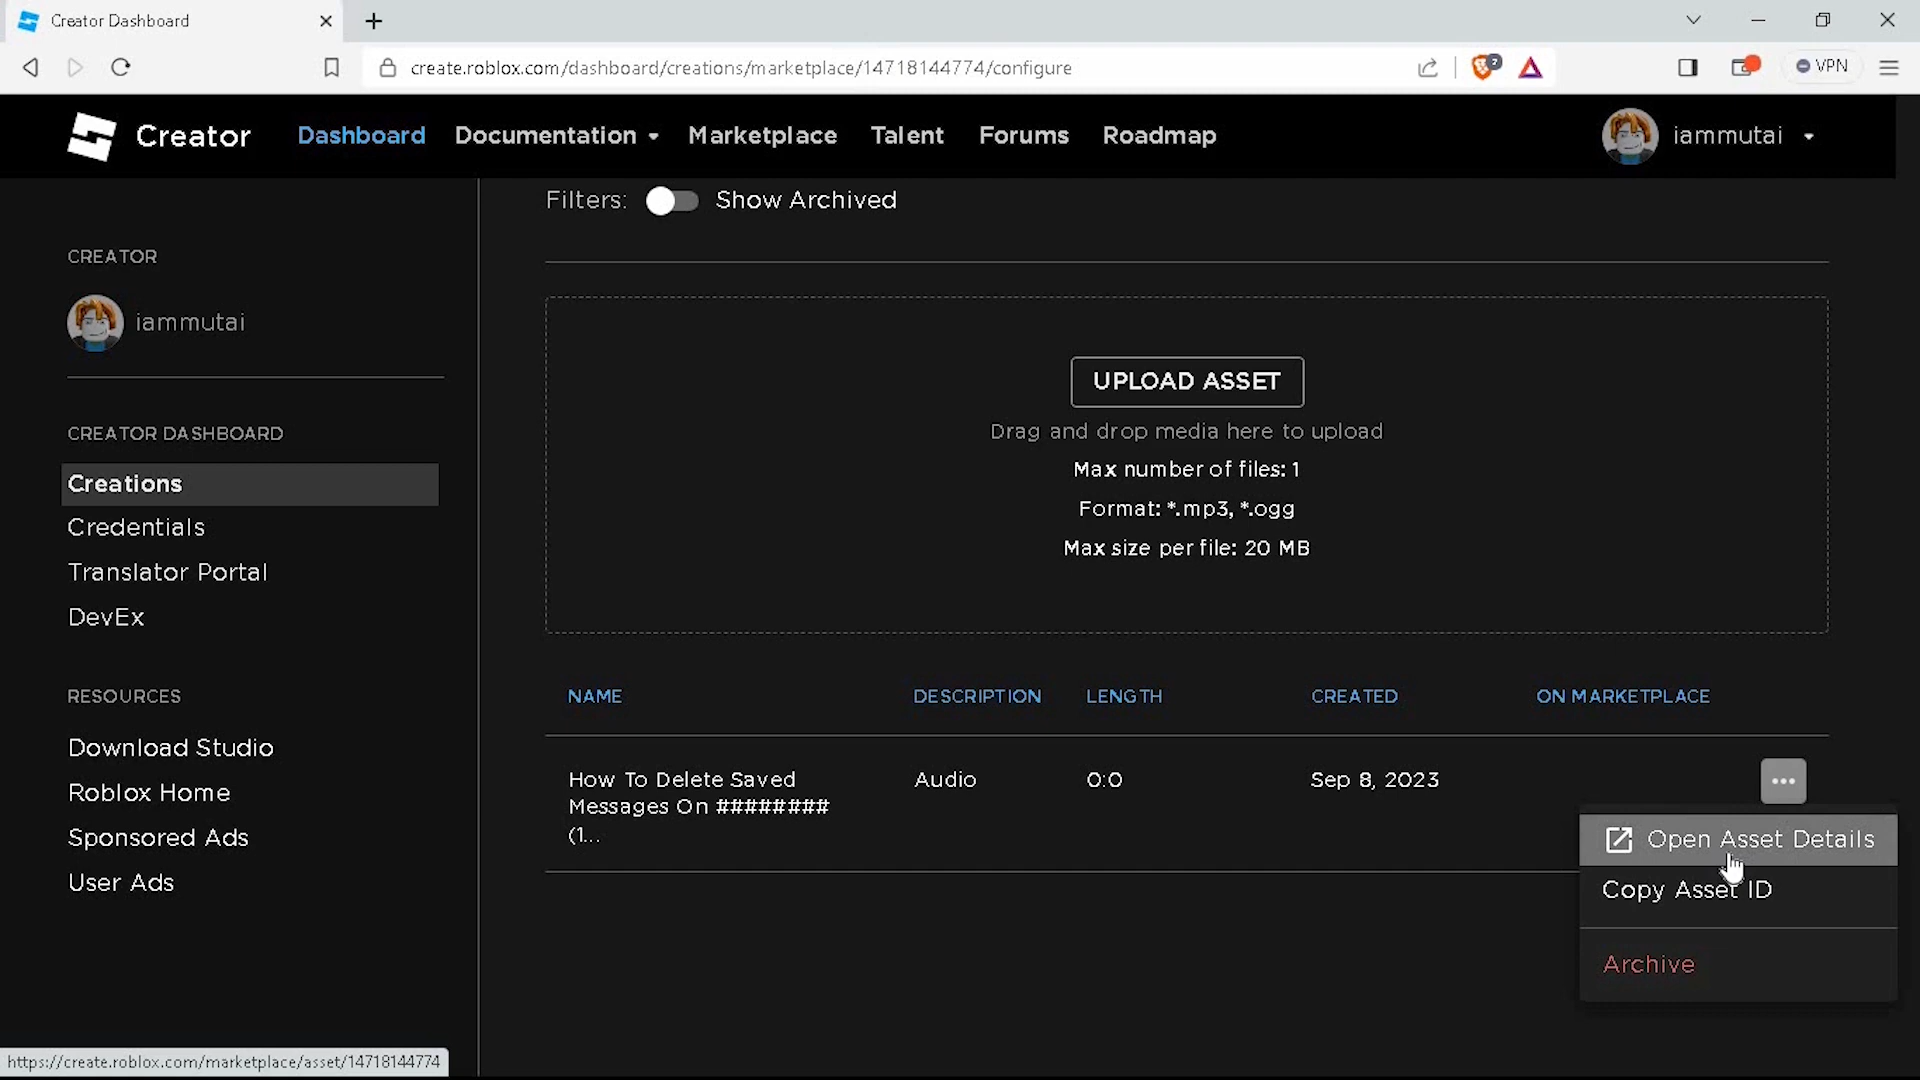 Creator Dashboard
create.roblox.com/dashboard/creations/marketplace/14718144774/configure
2
VPN
Creator
Dashboard
Documentation
Marketplace
Talent
Forums
Roadmap
iammutai
Filters:
Show Archived
CREATOR
iammutai
CREATOR DASHBOARD
Creations
Credentials
Translator Portal
DevEx
RESOURCES
Download Studio
Roblox Home
Sponsored Ads
User Ads
UPLOAD ASSET
Drag and drop media here to upload
Max number of files: 1
Format: *.mp3, *.ogg
Max size per file: 20 MB
NAME DESCRIPTION LENGTH CREATED ON MARKETPLACE
How To Delete Saved Audio 0:0 Sep 8, 2023
Messages On ########
(1...
Open Asset Details
Copy Asset ID
Archive
https://create.roblox.com/marketplace/asset/14718144774